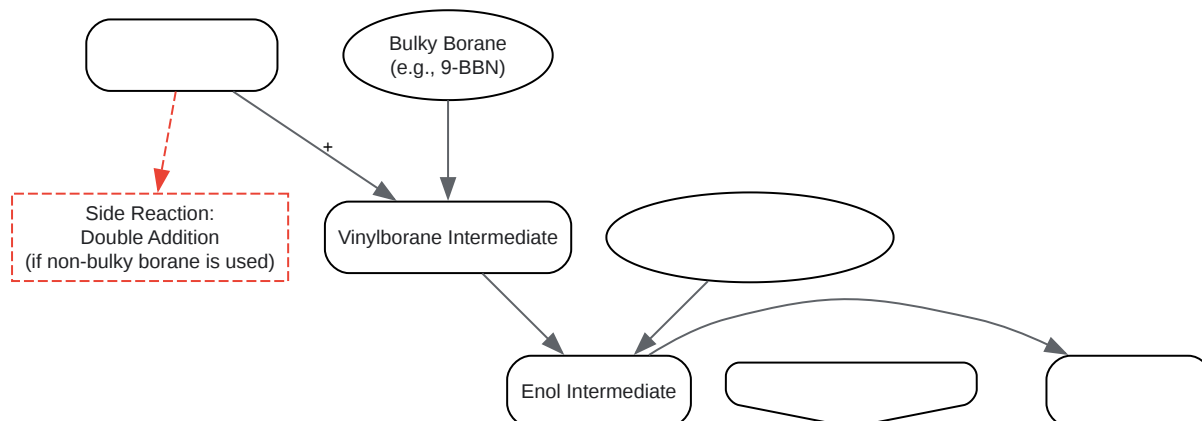 Bulky Borane
(e.g., 9-BBN)
+
Side Reaction:
Double Addition
(if non-bulky borane is used)
Vinylborane Intermediate
Enol Intermediate